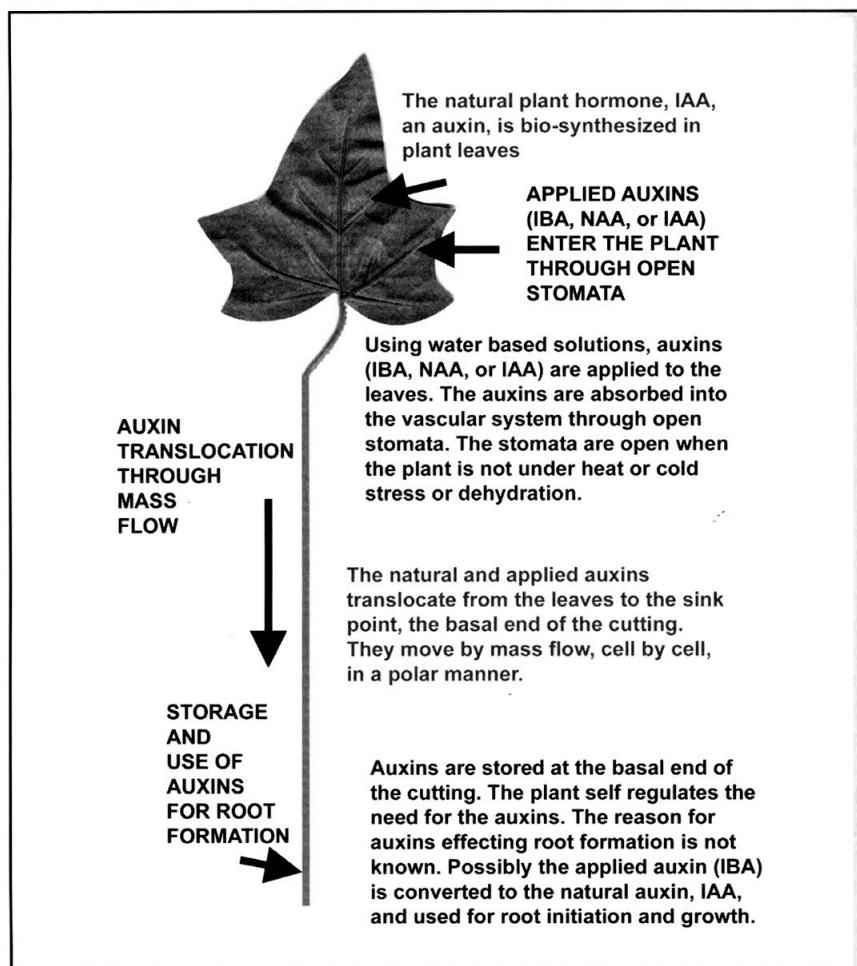 The natural plant hormone, IAA,
an auxin, is bio-synthesized in
plant leaves
APPLIED AUXINS
(IBA, NAA, or IAA)
ENTER THE PLANT
THROUGH OPEN
STOMATA
Using water based solutions, auxins
(IBA, NAA, or IAA) are applied to the
leaves. The auxins are absorbed into
the vascular system through open
stomata. The stomata are open when
the plant is not under heat or cold
stress or dehydration.
AUXIN
TRANSLOCATION
THROUGH
MASS
FLOW
The natural and applied auxins
translocate from the leaves to the sink
point, the basal end of the cutting.
They move by mass flow, cell by cell,
in a polar manner.
STORAGE
AND
USE OF
AUXINS
FOR ROOT
FORMATION
Auxins are stored at the basal end of
the cutting. The plant self regulates the
need for the auxins. The reason for
auxins effecting root formation is not
known. Possibly the applied auxin (IBA)
is converted to the natural auxin, IAA,
and used for root initiation and growth.